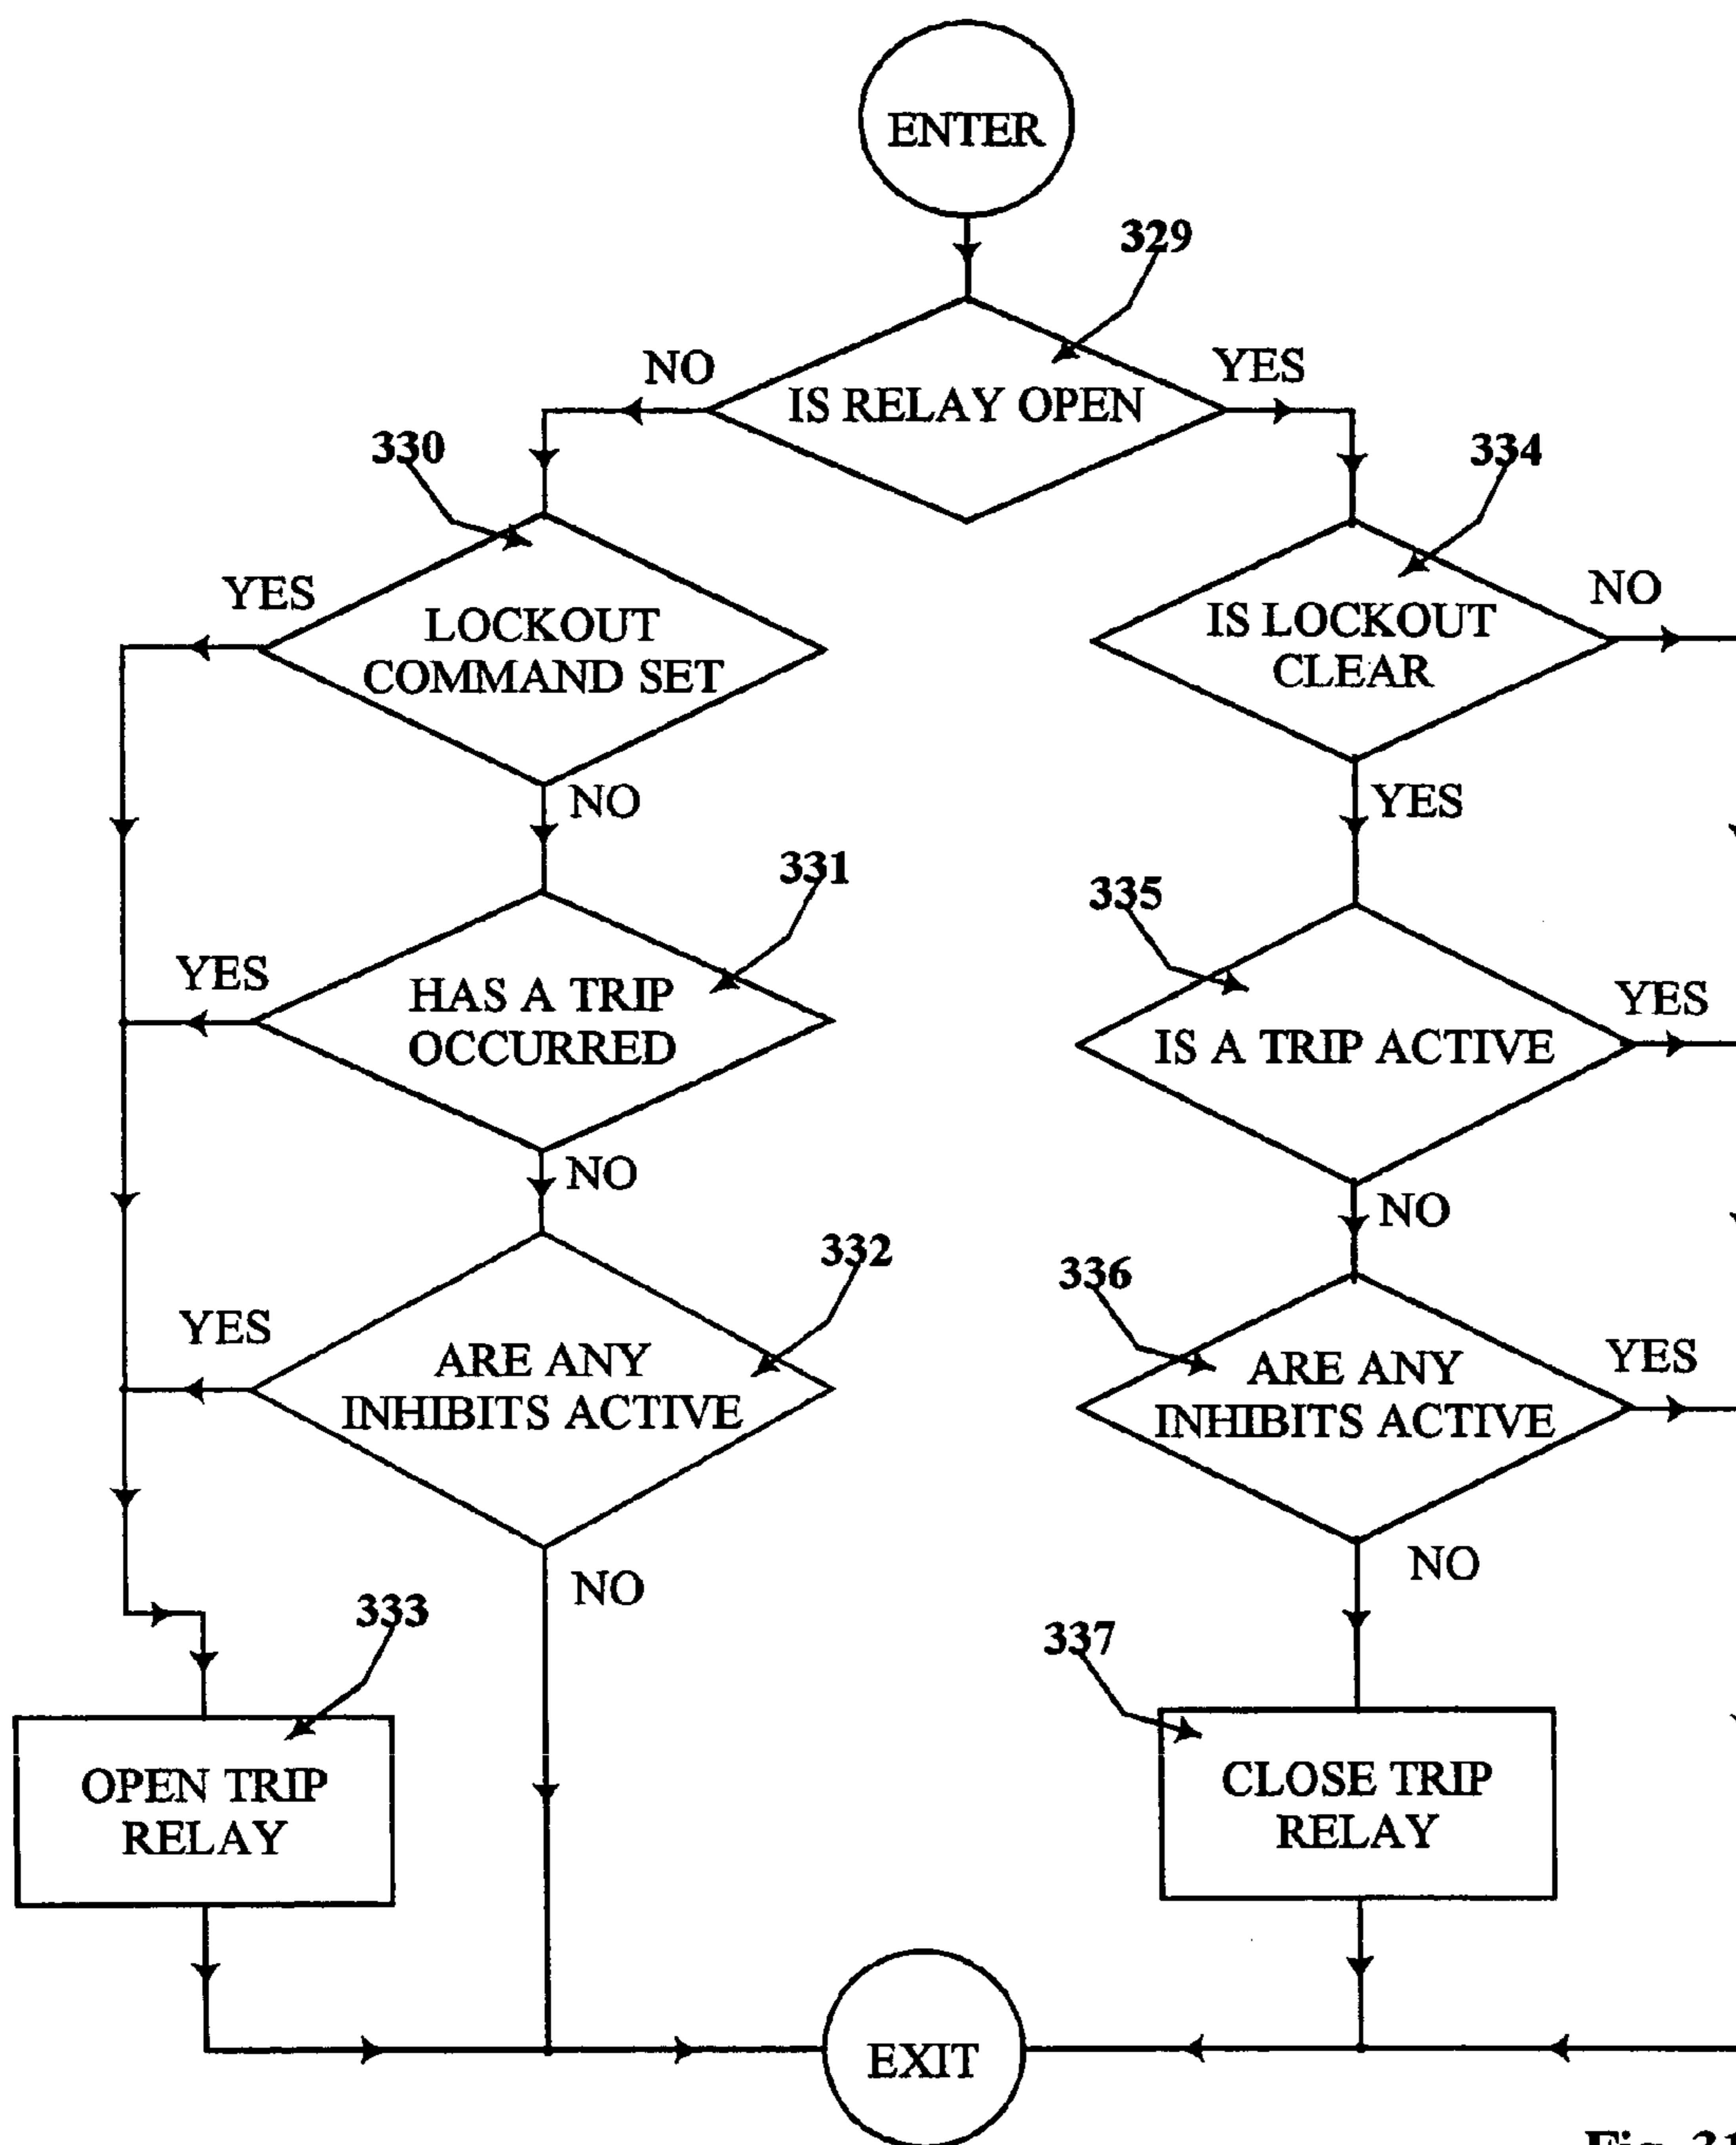 ENTER
329
NO
IS RELAY OPEN
YES
330
334
YES
LOCKOUT
COMMAND SET
IS LOCKOUT
CLEAR
NO
NO
YES
331
335
YES
HAS A TRIP
OCCURRED
IS A TRIP ACTIVE
YES
NO
NO
332
336
YES
ARE ANY
INHIBITS ACTIVE
ARE ANY
INHIBITS ACTIVE
YES
NO
NO
333
337
OPEN TRIP
RELAY
CLOSE TRIP
RELAY
EXIT
Fig. 31